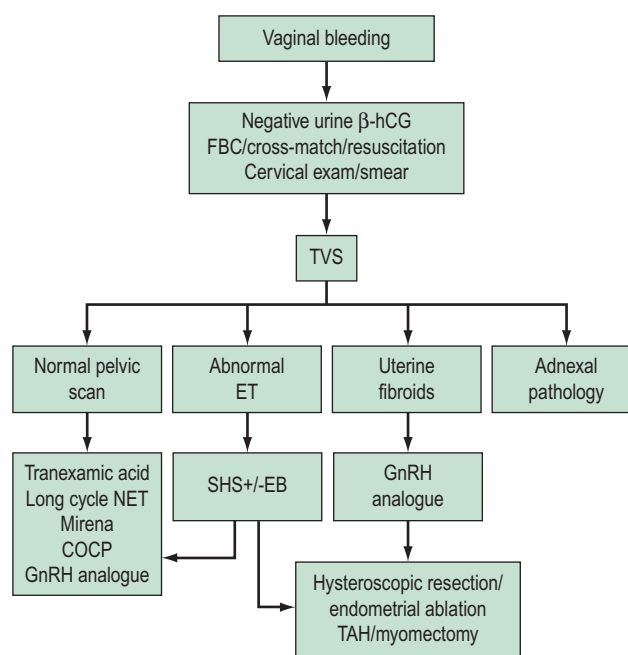 Vaginal bleeding
Negative urine β-hCG
FBC/cross-match/resuscitation
Cervical exam/smear
TVS
Normal pelvic
scan
Abnormal
ET
Uterine
fibroids
Adnexal
pathology
Tranexamic acid
Long cycle NET
Mirena
COCP
GnRH analogue
SHS+/-EB
GnRH
analogue
Hysteroscopic resection/
endometrial ablation
TAH/myomectomy